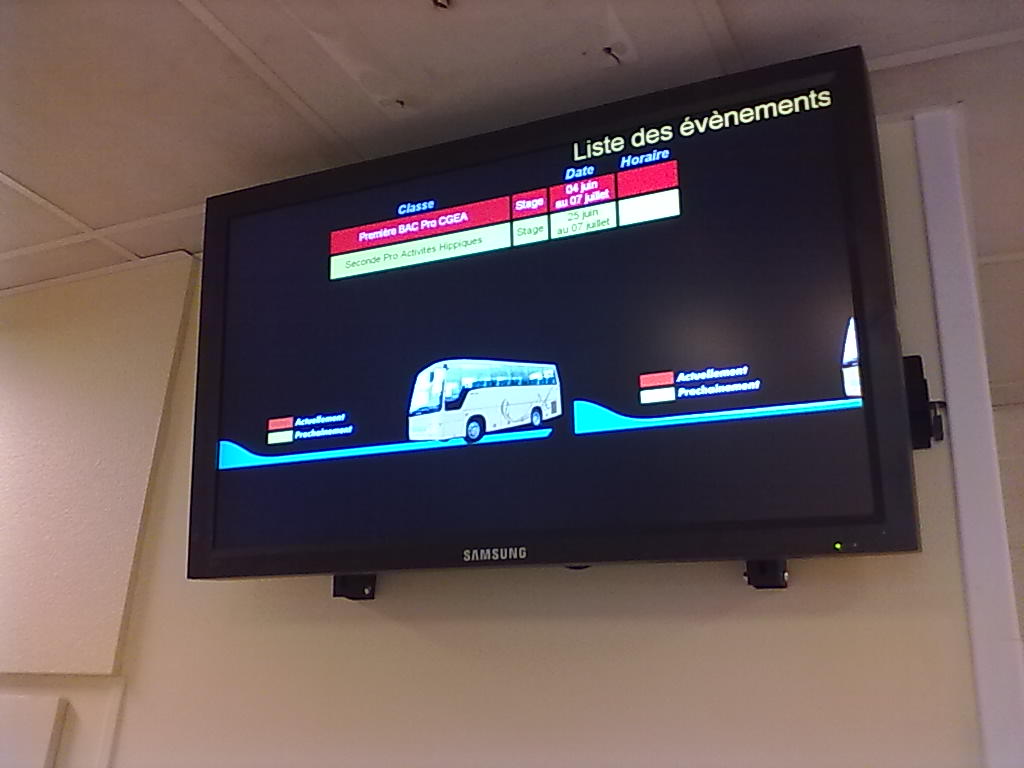 Liste des évènements
Classe Date Horaire
Première BAC Pro CGEA Stage 04 juin au 07 juillet
Seconde Pro Activités Hippiques Stage 25 juin au 07 juillet
Actuellement
Prochainement
Actuellement
Prochainement
SAMSUNG